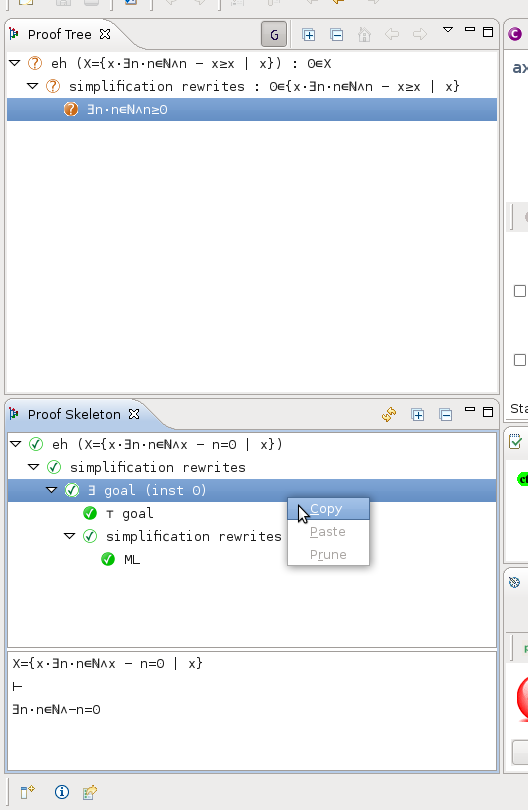 Proof Tree
G
eh (X={x·∃n·n∈ℕ∧n − x≥x ∣ x}) : 0∈X
simplification rewrites : 0∈{x·∃n·n∈ℕ∧n − x≥x ∣ x}
∃n·n∈ℕ∧n≥0
C
ax
Sta
Proof Skeleton
eh (X={x·∃n·n∈ℕ∧x − n=0 ∣ x})
simplification rewrites
∃ goal (inst 0)
⊤ goal
simplification rewrites
ML
Copy
Paste
Prune
X={x·∃n·n∈ℕ∧x − n=0 ∣ x}
⊢
∃n·n∈ℕ∧−n=0